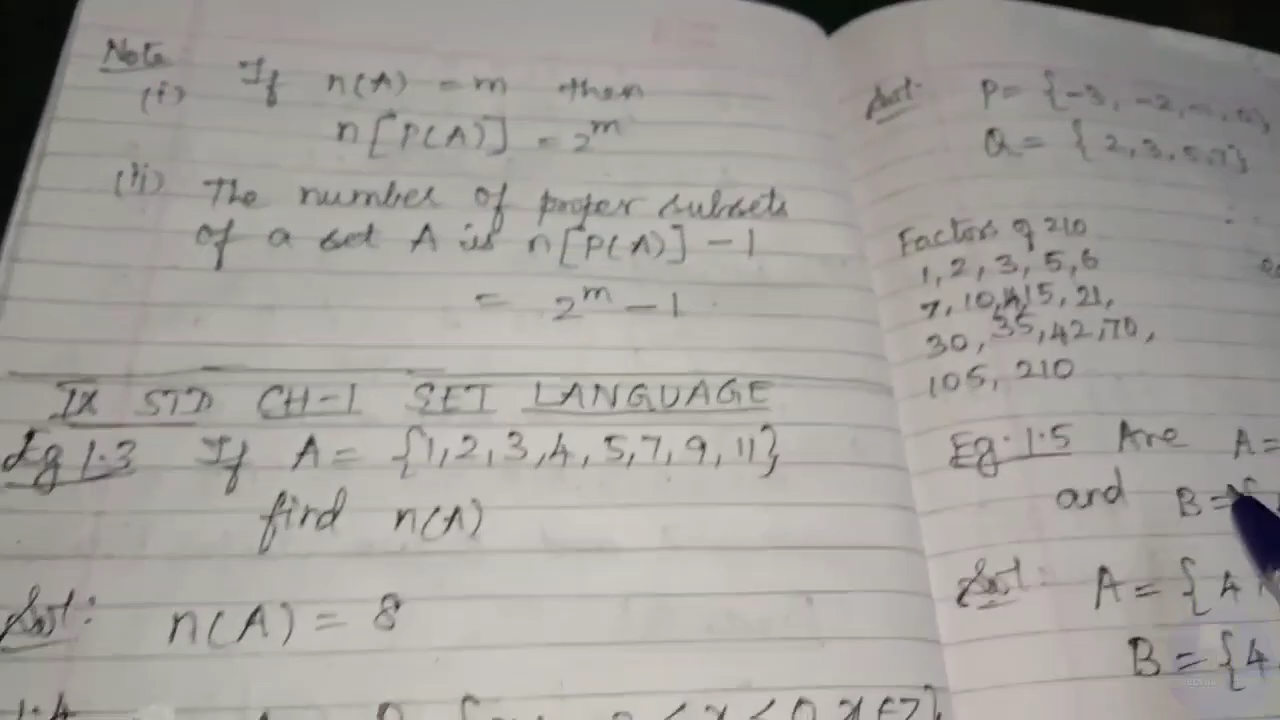 Note
(i) If n(A) = m then
n[P(A)] = 2^m
(ii) The number of proper subsets
of a set A is n[P(A)] - 1
= 2^m - 1
IX STD CH-1 SET LANGUAGE
Eg 1.3 If A = {1,2,3,4,5,7,9,11}
find n(A)
Sol: n(A) = 8
1.4
Sol: P = {-3, -2,
Q = {2,3,5,7}
Factors of 210
1, 2, 3, 5, 6
7, 10, 14, 15, 21,
30, 35, 42, 70,
105, 210
Eg. 1.5 Are A =
and B =
Sol: A = {4
B = {4